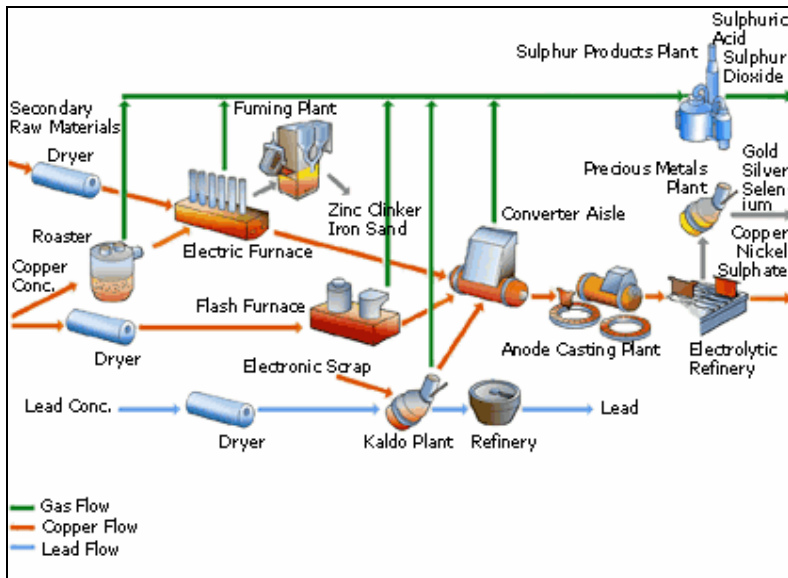 Sulphuric
Acid
Sulphur Products Plant
Sulphur
Dioxide
Secondary
Raw Materials
Dryer
Fuming Plant
Zinc Clinker
Iron Sand
Precious Metals
Plant
Gold
Silver
Selen
ium
Roaster
Electric Furnace
Converter Aisle
Copper
Nickel
Sulphate
Copper
Conc.
Flash Furnace
Dryer
Anode Casting Plant
Electrolytic
Refinery
Electronic Scrap
Lead Conc.
Dryer
Kaldo Plant
Refinery
Lead
Gas Flow
Copper Flow
Lead Flow